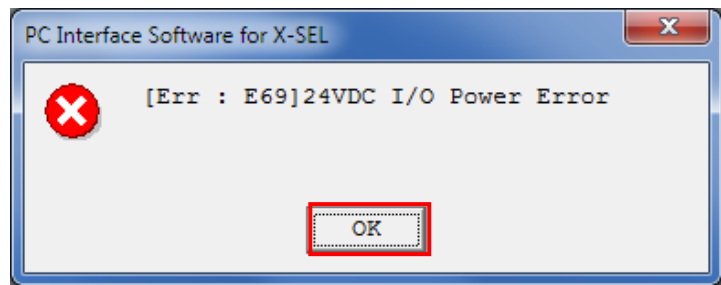 PC Interface Software for X-SEL
[Err : E69]24VDC I/O Power Error
OK